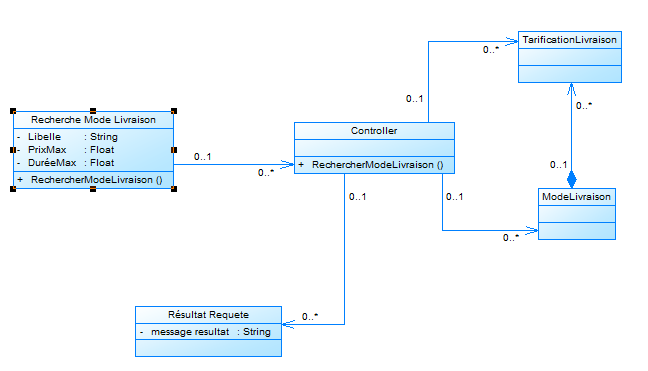 TarificationLivraison
0..*
0..1
0..*
Recherche Mode Livraison
- Libelle : String
- PrixMax : Float
- DuréeMax : Float
+ RechercherModeLivraison ()
0..1
0..*
Controller
+ RechercherModeLivraison ()
0..1
ModeLivraison
0..1
0..1
0..*
Résultat Requete
- message resultat : String
0..*